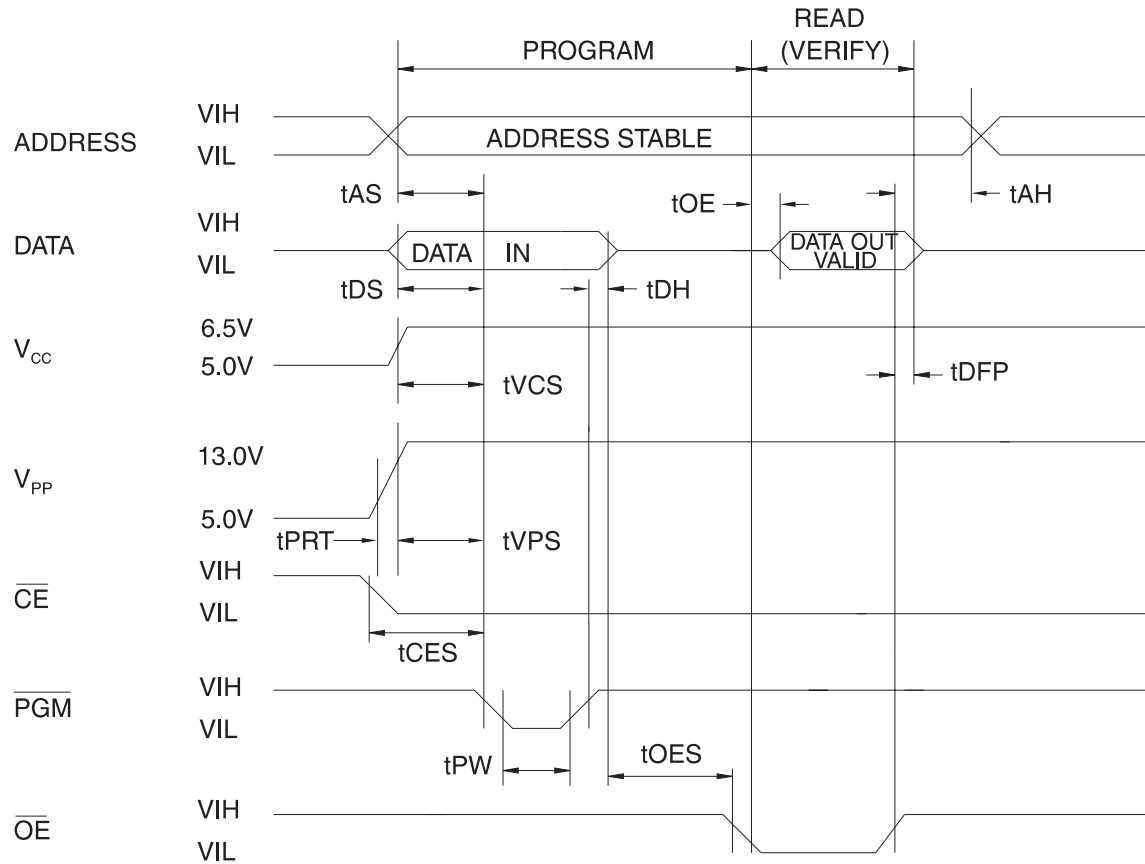 READ
PROGRAM (VERIFY)
VIH
ADDRESS ADDRESS STABLE
VIL
tAS tOE tAH
VIH
DATA DATA IN DATA OUT
VALID
VIL
tDS tDH
6.5V
VCC
5.0V
tVCS tDFP
13.0V
VPP
5.0V
tPRT tVPS
VIH
CE
VIL
tCES
VIH
PGM
VIL
tPW tOES
VIH
OE
VIL